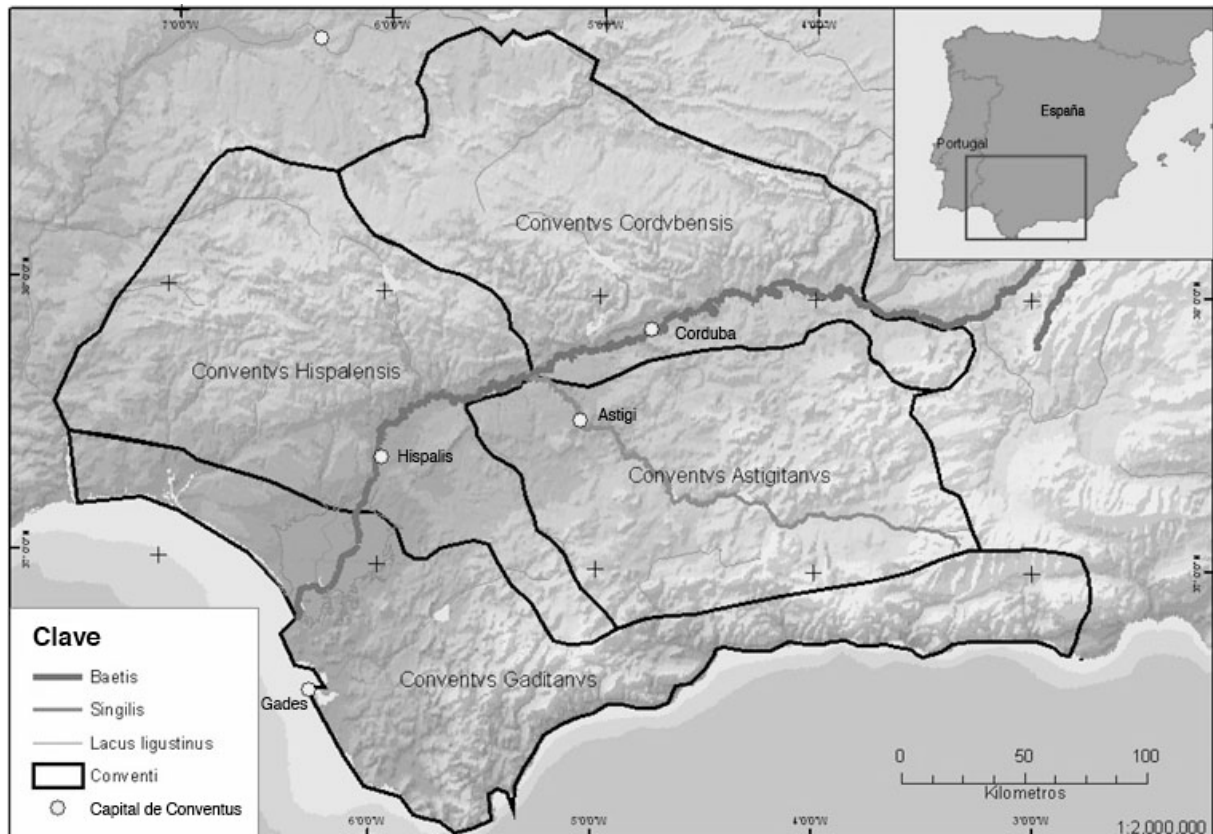 7°0'0"W 6°0'0"W 5°0'0"W 4°0'0"W
España
Portugal
Conventvs Cordvbensis
Corduba
Conventvs Hispalensis
Astigi
Hispalis
Conventvs Astigitanvs
Conventvs Gaditanvs
Gades
Clave
Baetis
Singilis
Lacus ligustinus
Conventi
Capital de Conventus
0 50 100
Kilometros
6°0'0"W 5°0'0"W 4°0'0"W 3°0'0"W
1:2.000.000